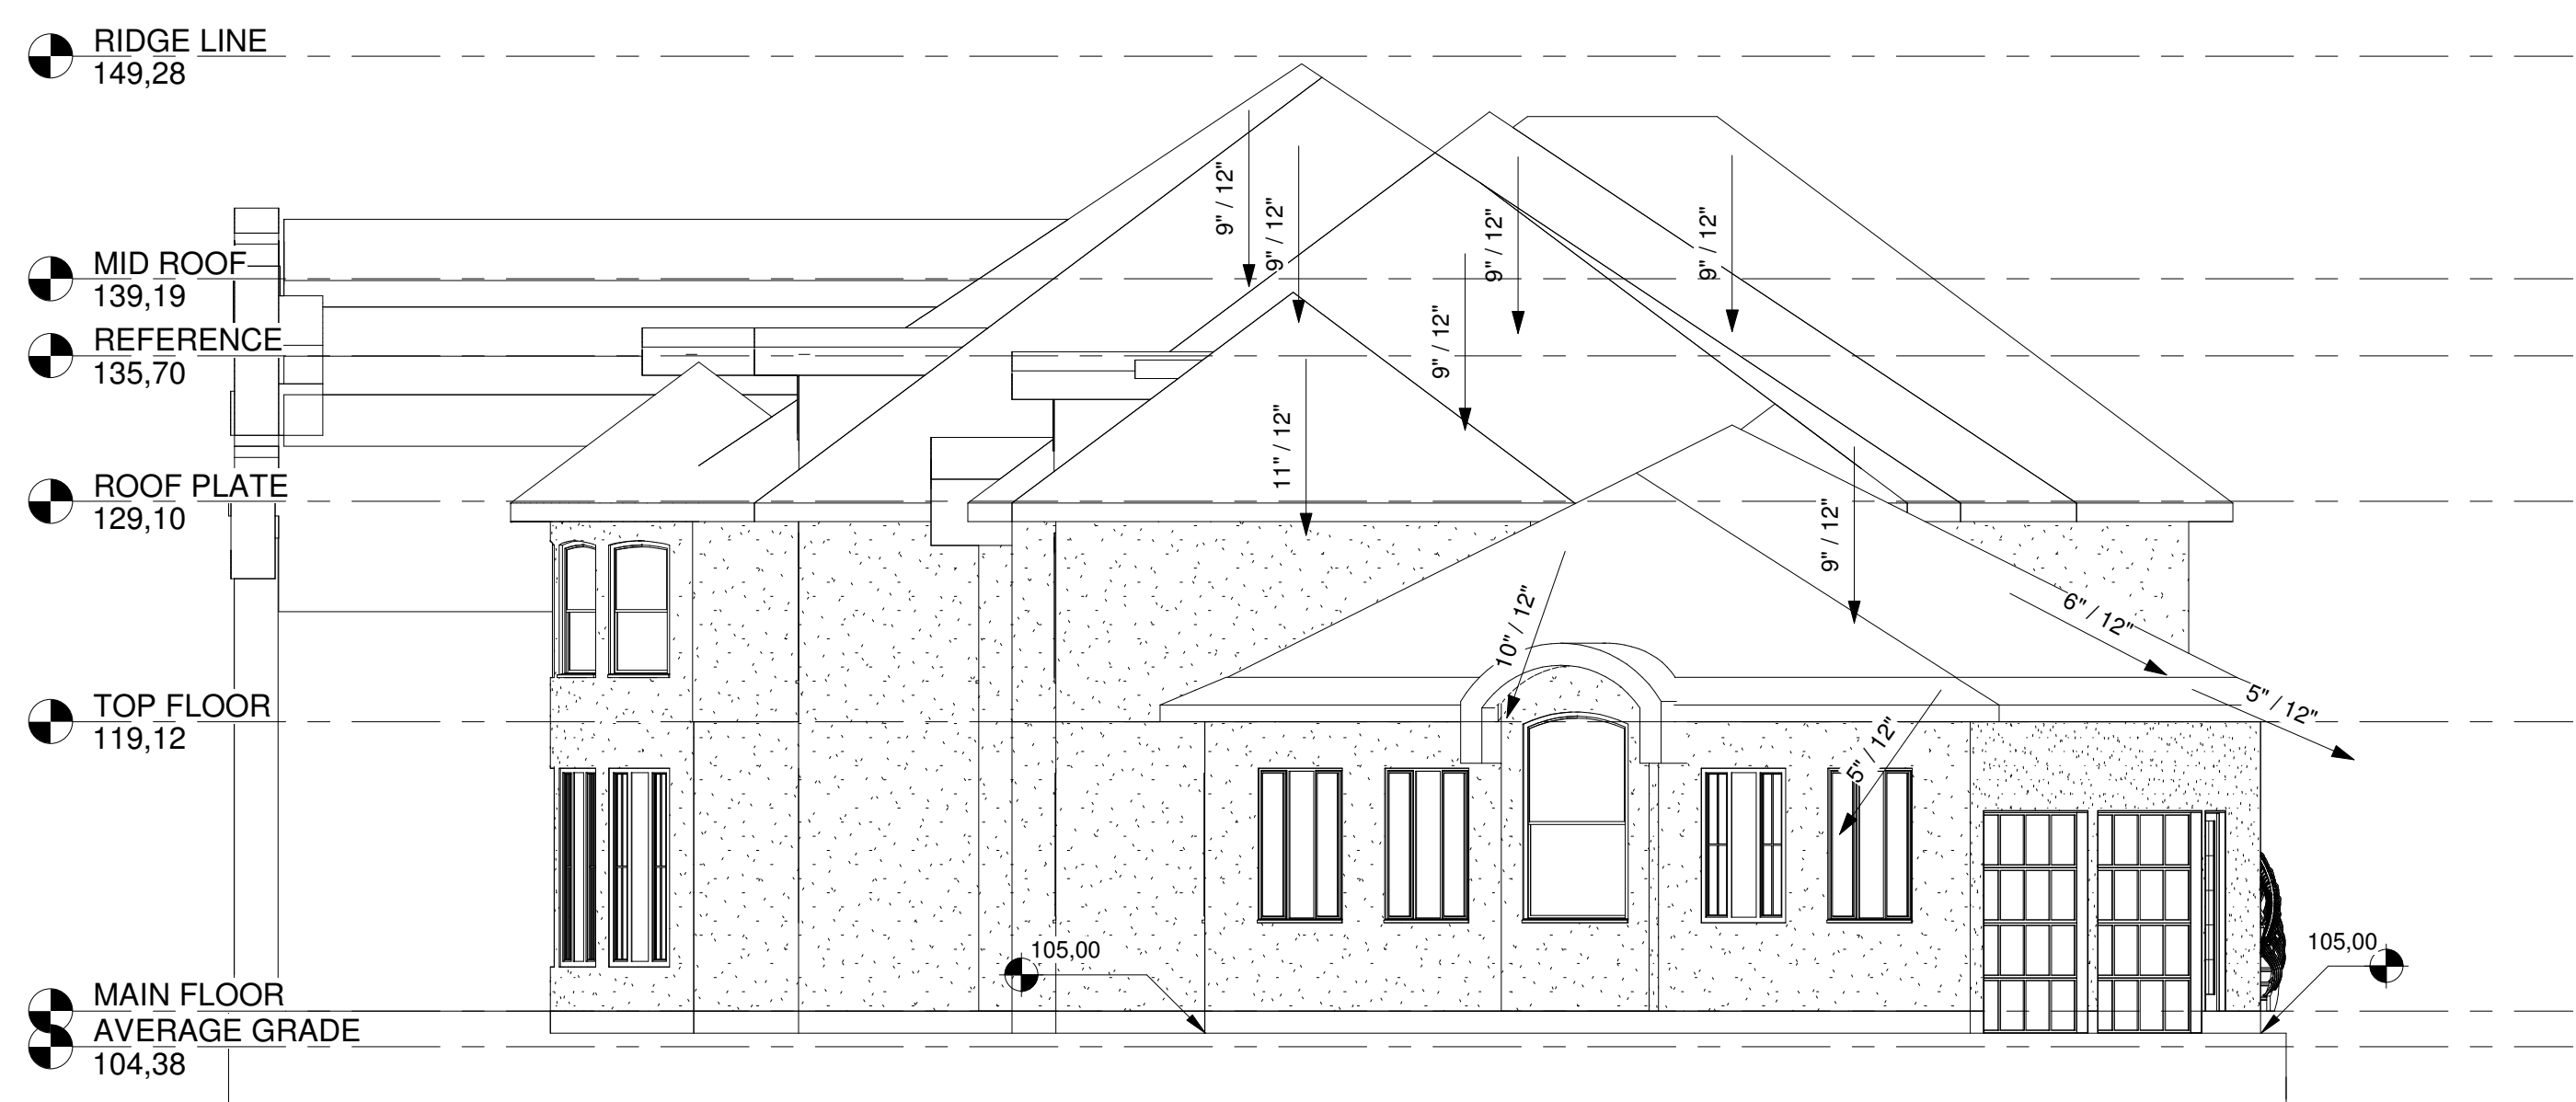 RIDGE LINE
149,28
MID ROOF
139,19
REFERENCE
135,70
ROOF PLATE
129,10
TOP FLOOR
119,12
MAIN FLOOR
AVERAGE GRADE
104,38
9" / 12"
9" / 12"
9" / 12"
9" / 12"
9" / 12"
11" / 12"
9" / 12"
10" / 12"
6" / 12"
5" / 12"
5" / 12"
105,00
105,00